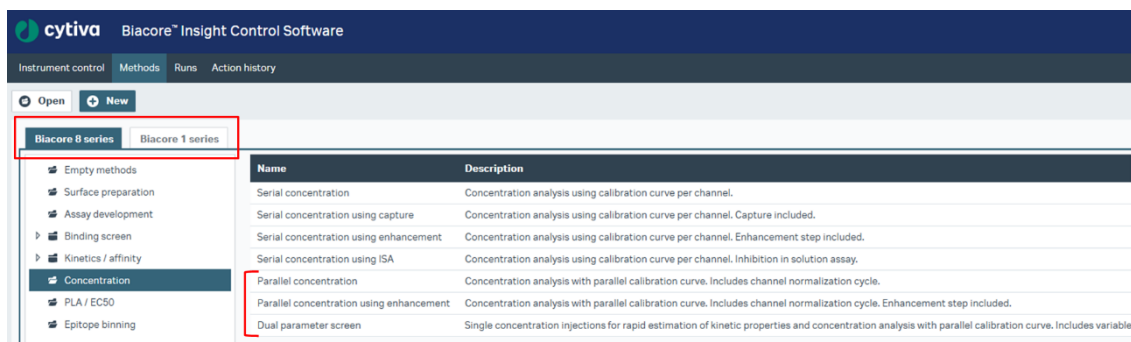 cytiva Biacore™ Insight Control Software
Instrument control Methods Runs Action history
Open New
Biacore 8 series Biacore 1 series
Empty methods
Surface preparation
Assay development
Binding screen
Kinetics / affinity
Concentration
PLA / EC50
Epitope binning
Name Description
Serial concentration Concentration analysis using calibration curve per channel.
Serial concentration using capture Concentration analysis using calibration curve per channel. Capture included.
Serial concentration using enhancement Concentration analysis using calibration curve per channel. Enhancement step included.
Serial concentration using ISA Concentration analysis using calibration curve per channel. Inhibition in solution assay.
Parallel concentration Concentration analysis with parallel calibration curve. Includes channel normalization cycle.
Parallel concentration using enhancement Concentration analysis with parallel calibration curve. Includes channel normalization cycle. Enhancement step included.
Dual parameter screen Single concentration injections for rapid estimation of kinetic properties and concentration analysis with parallel calibration curve. Includes variable